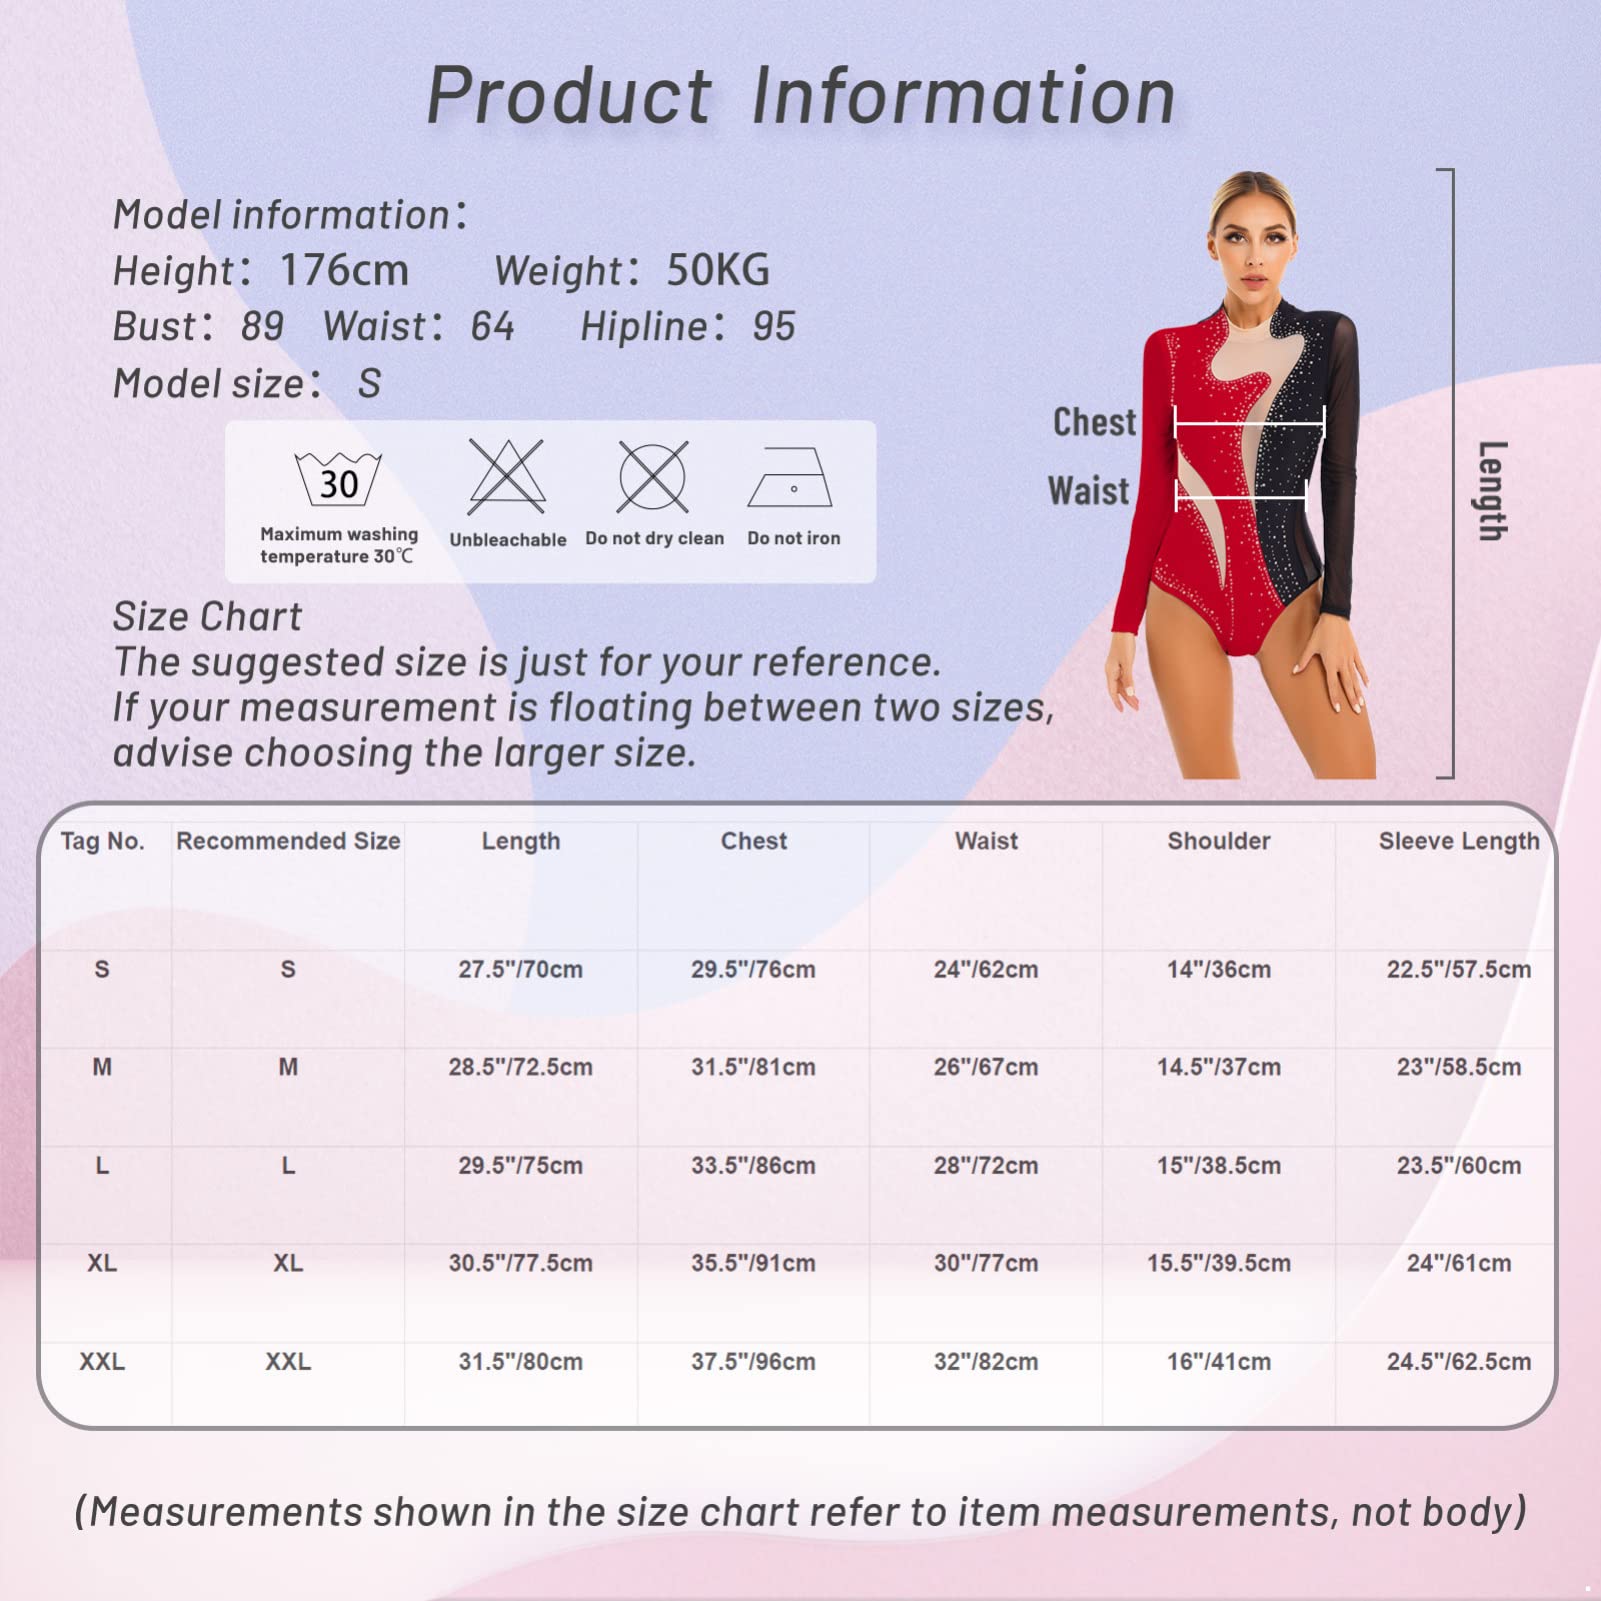 Product Information
Model information：
Height：176cm Weight：50KG
Bust：89 Waist：64 Hipline：95
Model size：S
30
Maximum washing
temperature 30℃
Unbleachable
Do not dry clean
Do not iron
Chest
Waist
Length
Size Chart
The suggested size is just for your reference.
If your measurement is floating between two sizes,
advise choosing the larger size.
Tag No. Recommended Size Length Chest Waist Shoulder Sleeve Length
S S 27.5"/70cm 29.5"/76cm 24"/62cm 14"/36cm 22.5"/57.5cm
M M 28.5"/72.5cm 31.5"/81cm 26"/67cm 14.5"/37cm 23"/58.5cm
L L 29.5"/75cm 33.5"/86cm 28"/72cm 15"/38.5cm 23.5"/60cm
XL XL 30.5"/77.5cm 35.5"/91cm 30"/77cm 15.5"/39.5cm 24"/61cm
XXL XXL 31.5"/80cm 37.5"/96cm 32"/82cm 16"/41cm 24.5"/62.5cm
(Measurements shown in the size chart refer to item measurements, not body)